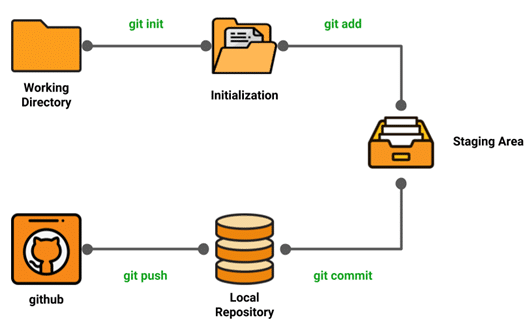 git init
git add
Working
Directory
Initialization
Staging Area
git push
git commit
github
Local
Repository